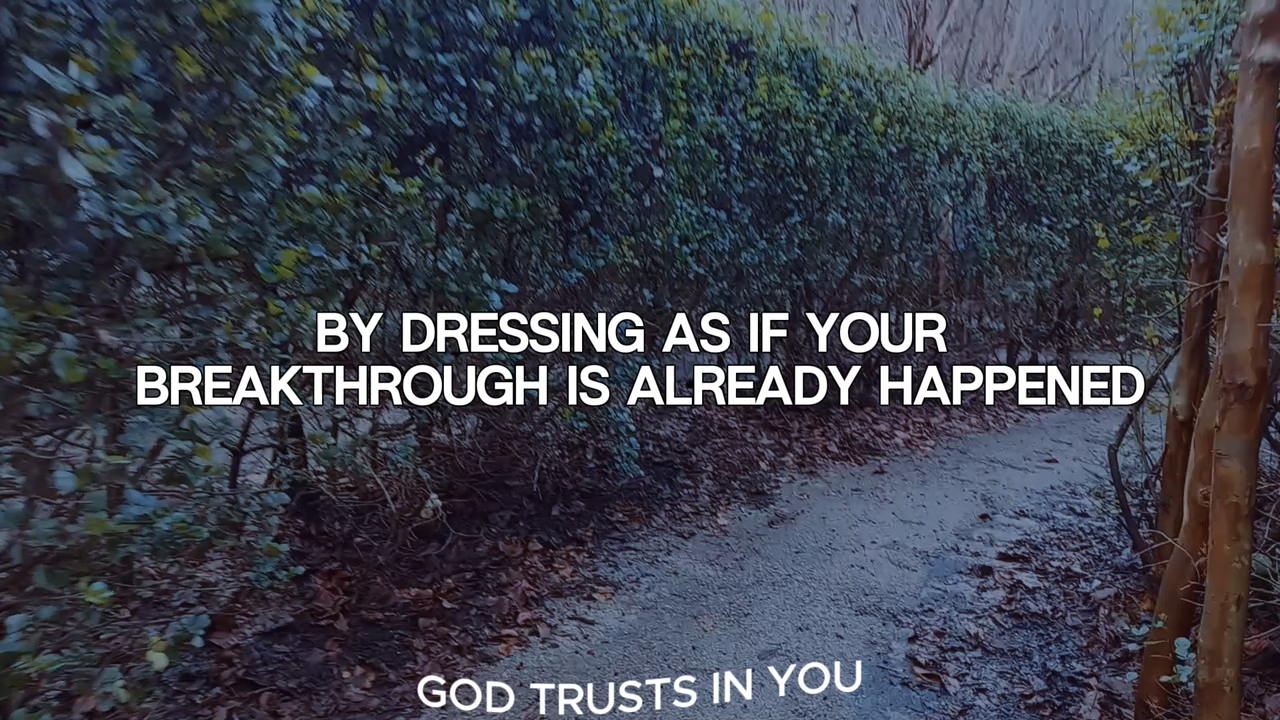 BY DRESSING AS IF YOUR
BREAKTHROUGH IS ALREADY HAPPENED
GOD TRUSTS IN YOU